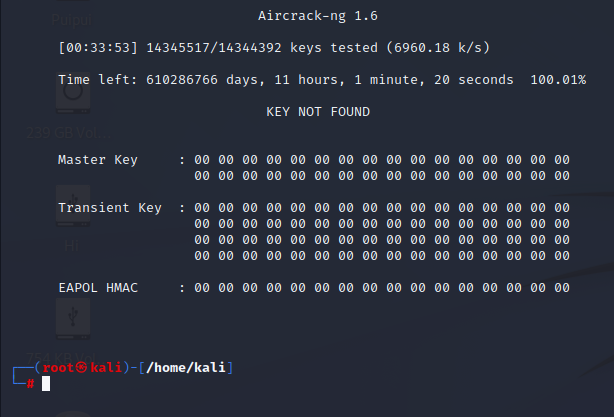 Aircrack-ng 1.6
[00:33:53] 14345517/14344392 keys tested (6960.18 k/s)
Time left: 610286766 days, 11 hours, 1 minute, 20 seconds 100.01%
KEY NOT FOUND
Master Key : 00 00 00 00 00 00 00 00 00 00 00 00 00 00 00 00
00 00 00 00 00 00 00 00 00 00 00 00 00 00 00 00
Transient Key : 00 00 00 00 00 00 00 00 00 00 00 00 00 00 00 00
00 00 00 00 00 00 00 00 00 00 00 00 00 00 00 00
00 00 00 00 00 00 00 00 00 00 00 00 00 00 00 00
00 00 00 00 00 00 00 00 00 00 00 00 00 00 00 00
EAPOL HMAC : 00 00 00 00 00 00 00 00 00 00 00 00 00 00 00 00
239 GB Vol...
┌──(root㉿kali)-[/home/kali]
└─#